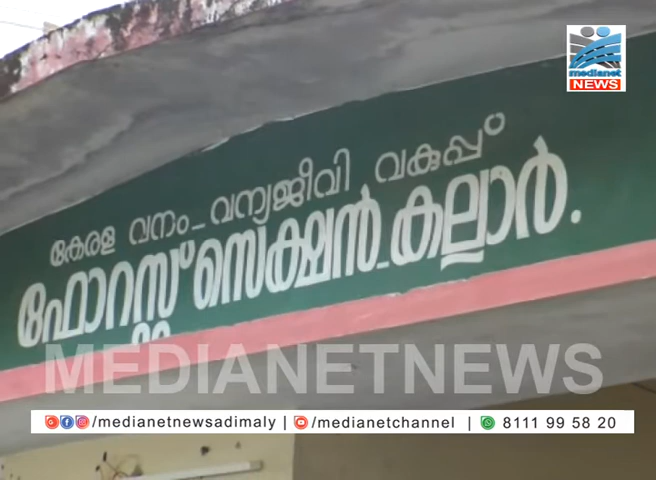 medianet
NEWS
കേരള വനം-വന്യജീവി വകുപ്പ്
ഫോറസ്റ്റ് സെക്ഷൻ-കല്ലാർ.
MEDIANETNEWS
/medianetnewsadimaly | /medianetchannel | 8111 99 58 20